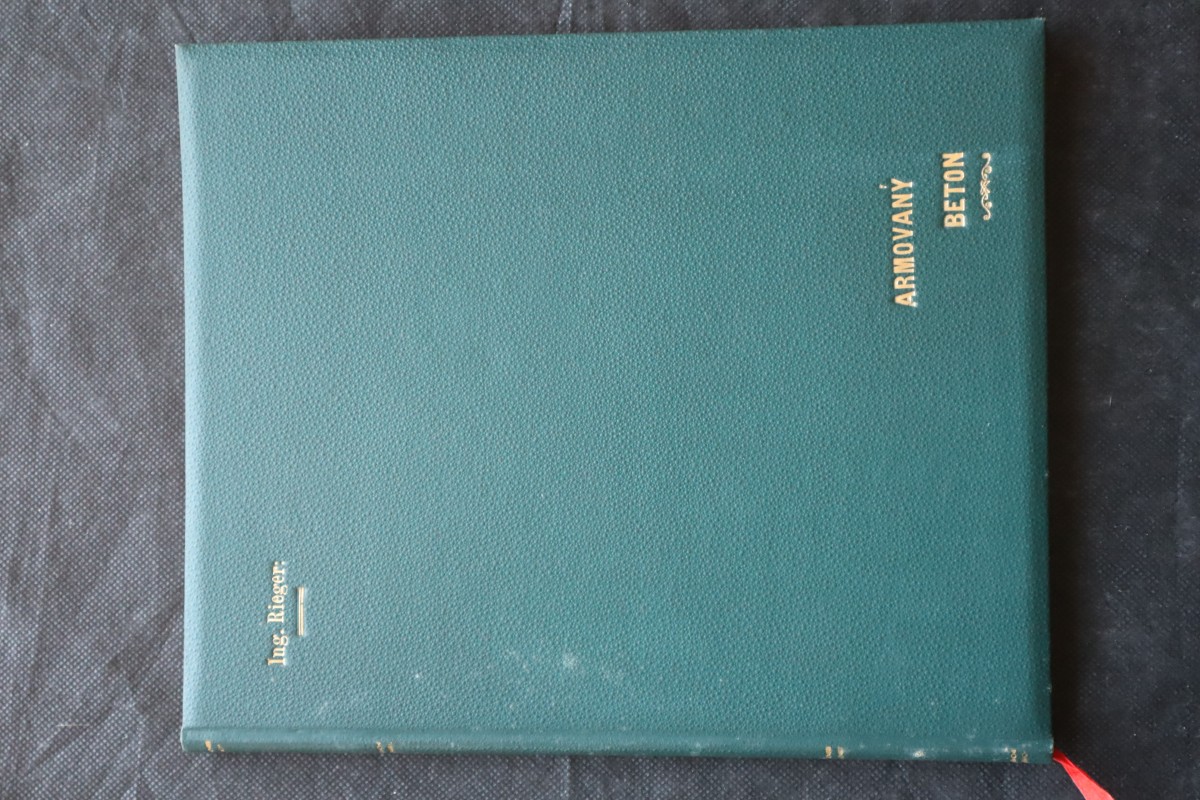 Ing. Rieger:
ARMOVANÝ
BETON